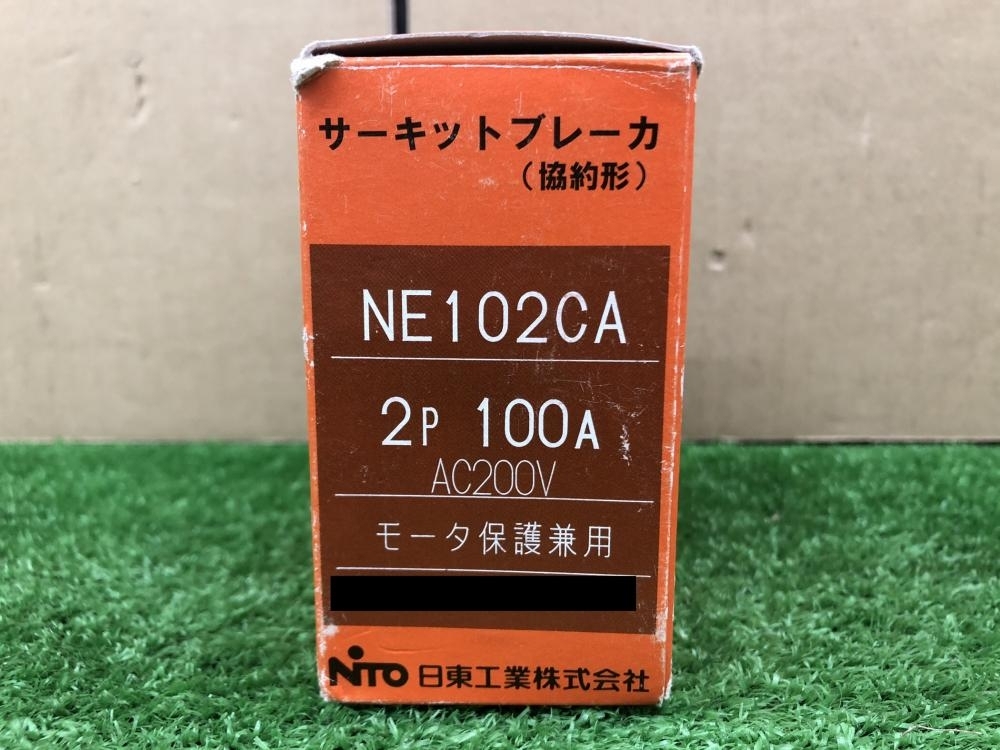 サーキットブレーカ
（協約形）
NE102CA
2P 100A
AC200V
モータ保護兼用
NITO 日東工業株式会社